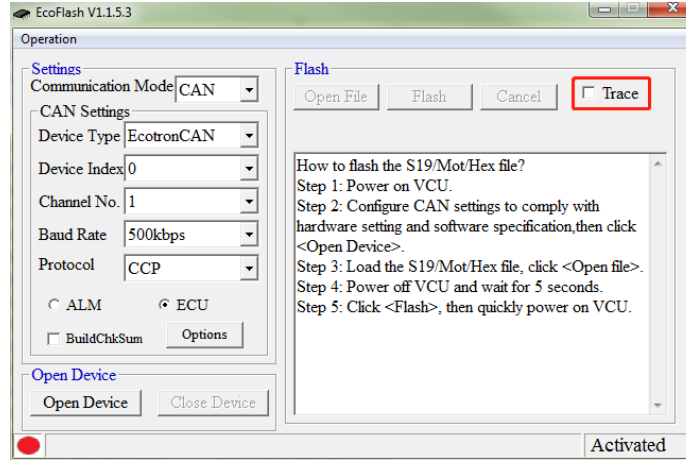 EcoFlash V1.1.5.3
Operation
Settings
Communication Mode CAN
CAN Settings
Device Type EcotronCAN
Device Index 0
Channel No. 1
Baud Rate 500kbps
Protocol CCP
ALM ECU
BuildChkSum Options
Open Device
Open Device Close Device
Flash
Open File Flash Cancel Trace
How to flash the S19/Mot/Hex file?
Step 1: Power on VCU.
Step 2: Configure CAN settings to comply with
hardware setting and software specification,then click
<Open Device>.
Step 3: Load the S19/Mot/Hex file, click <Open file>.
Step 4: Power off VCU and wait for 5 seconds.
Step 5: Click <Flash>, then quickly power on VCU.
Activated